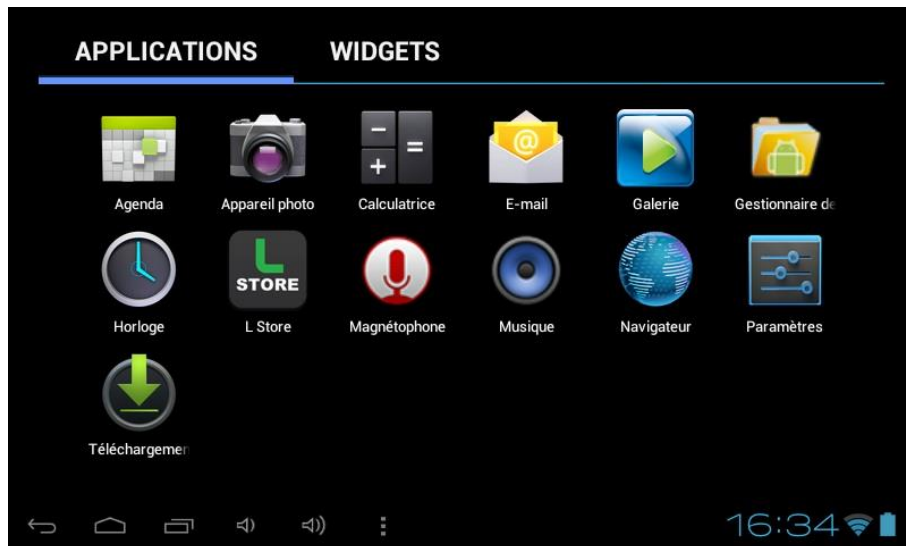 APPLICATIONS WIDGETS
Agenda Appareil photo Calculatrice E-mail Galerie Gestionnaire de
L
STORE
Horloge L Store Magnétophone Musique Navigateur Paramètres
Téléchargemen
16:34